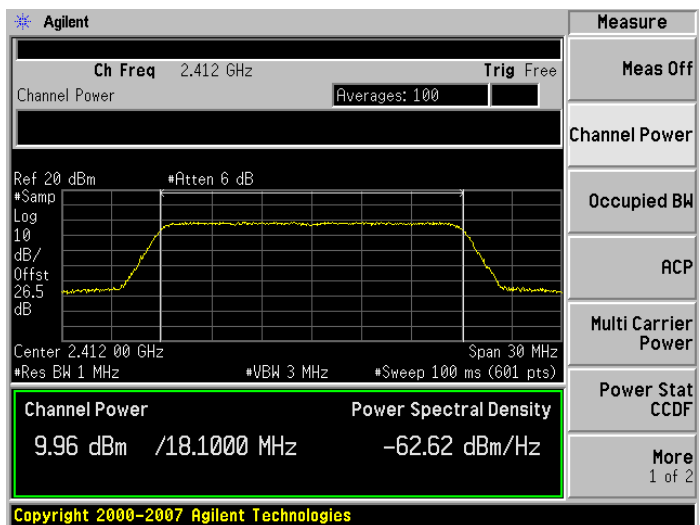 Agilent
Measure
Ch Freq 2.412 GHz Trig Free
Channel Power Averages: 100
Ref 20 dBm #Atten 6 dB
#Samp
Log
10
dB/
Offst
26.5
dB
Center 2.412 00 GHz Span 30 MHz
#Res BW 1 MHz #VBW 3 MHz #Sweep 100 ms (601 pts)
Channel Power Power Spectral Density
9.96 dBm /18.1000 MHz -62.62 dBm/Hz
Copyright 2000-2007 Agilent Technologies
Meas Off
Channel Power
Occupied BW
ACP
Multi Carrier
Power
Power Stat
CCDF
More
1 of 2